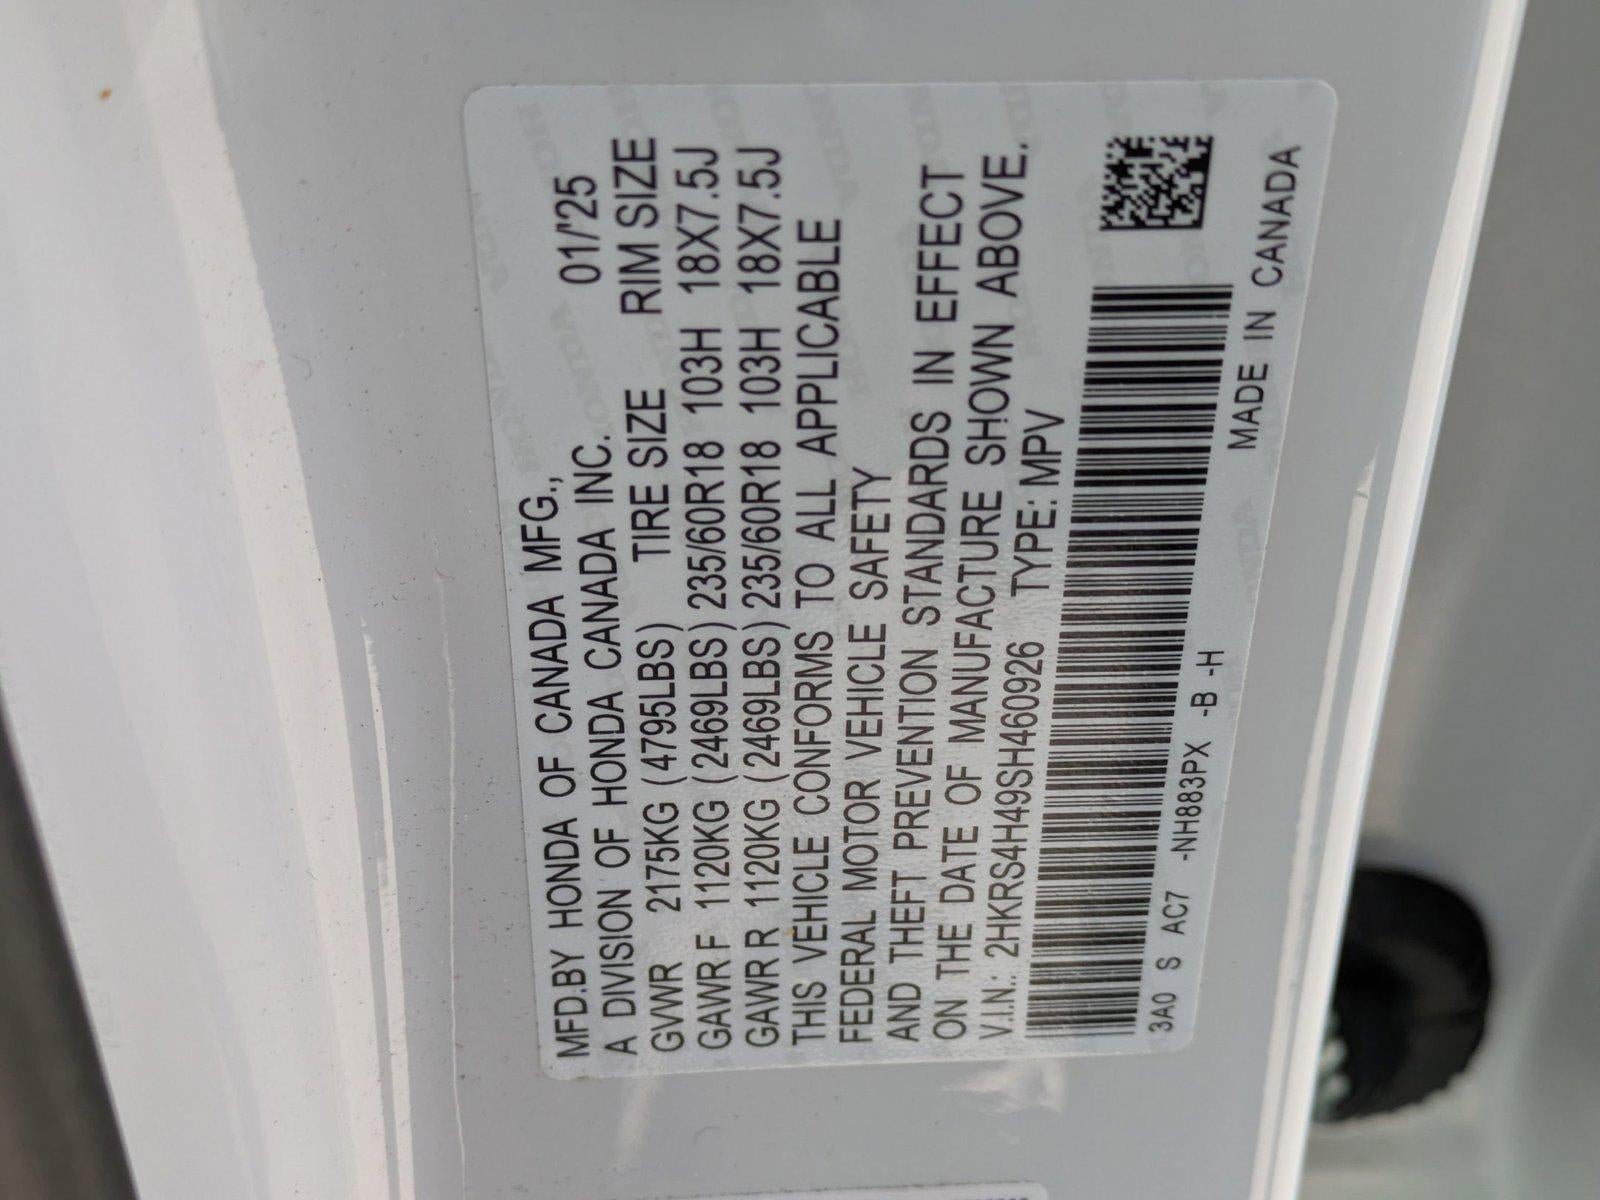 MFD.BY HONDA OF CANADA MFG.,
A DIVISION OF HONDA CANADA INC. 01/'25
GVWR 2175KG (4795LBS) TIRE SIZE RIM SIZE
GAWR F 1120KG (2469LBS) 235/60R18 103H 18X7.5J
GAWR R 1120KG (2469LBS) 235/60R18 103H 18X7.5J
THIS VEHICLE CONFORMS TO ALL APPLICABLE
FEDERAL MOTOR VEHICLE SAFETY
AND THEFT PREVENTION STANDARDS IN EFFECT
ON THE DATE OF MANUFACTURE SHOWN ABOVE.
V.I.N.: 2HKRS4H49SH460926 TYPE: MPV
3A0 S AC7 -NH883PX -B -H
MADE IN CANADA